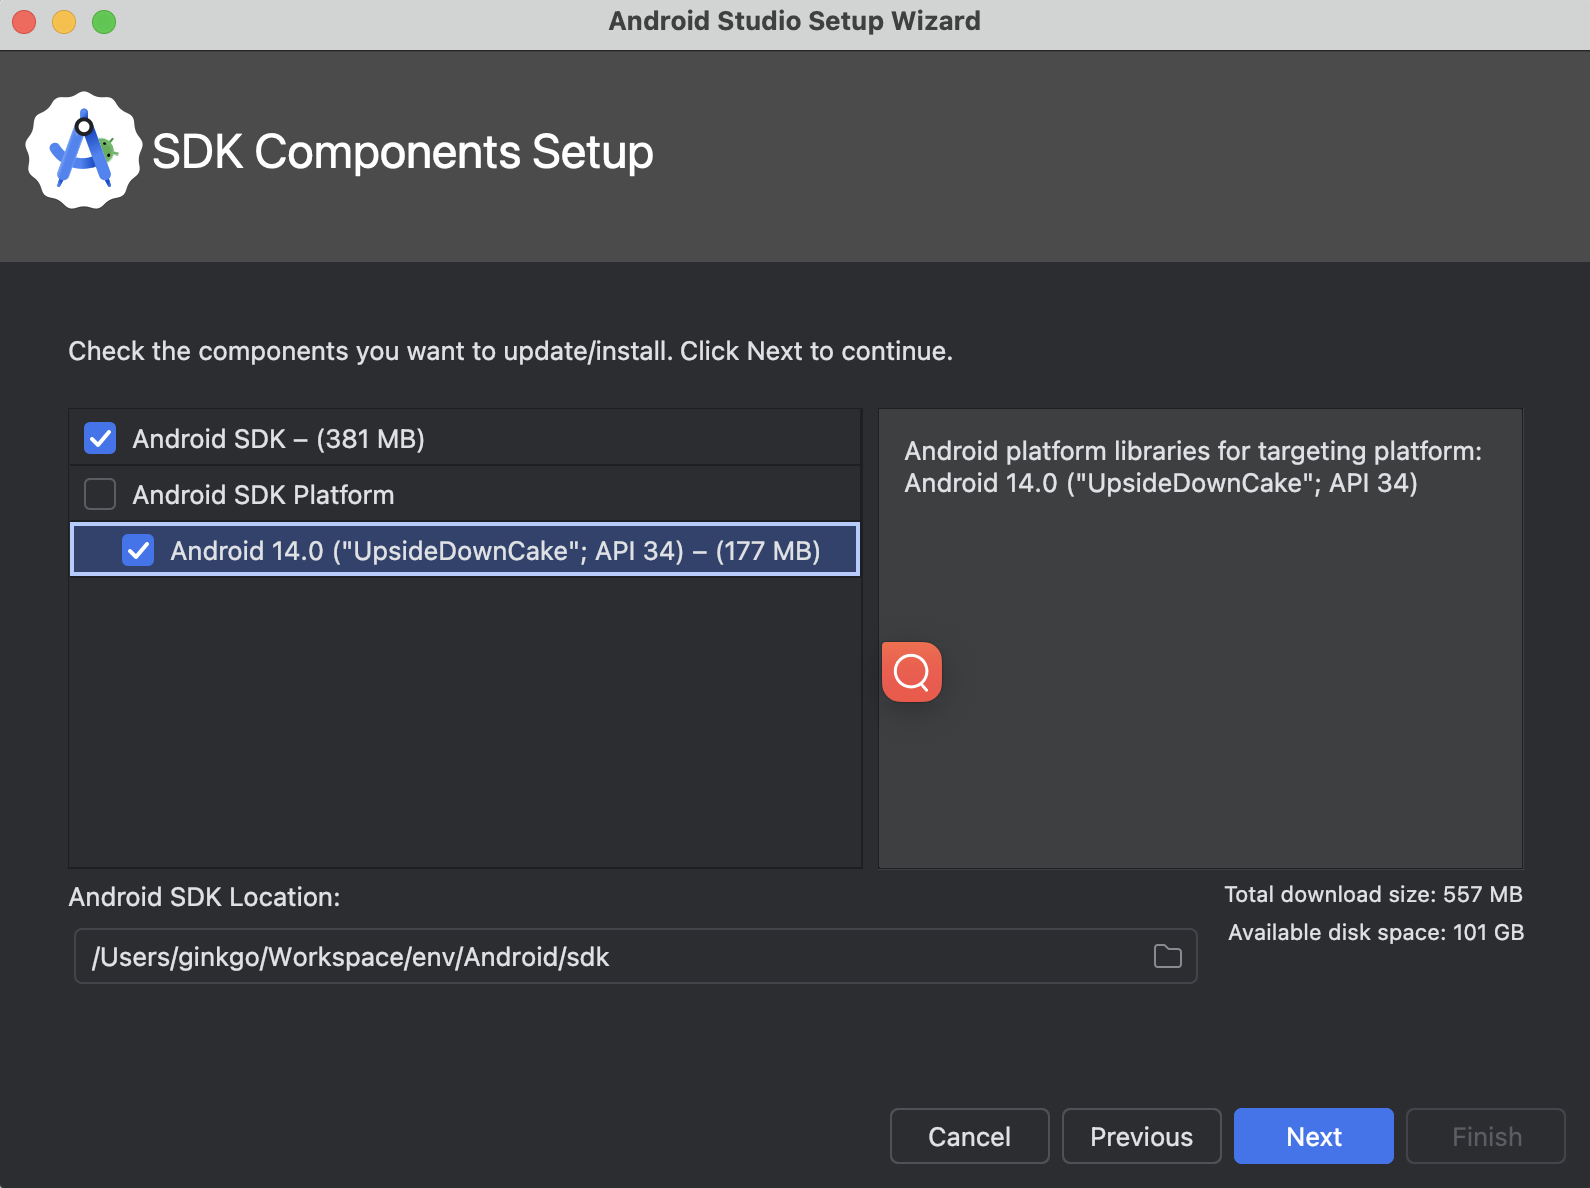 Android Studio Setup Wizard
SDK Components Setup
Check the components you want to update/install. Click Next to continue.
Android SDK – (381 MB)
Android SDK Platform
Android 14.0 ("UpsideDownCake"; API 34) – (177 MB)
Android platform libraries for targeting platform:
Android 14.0 ("UpsideDownCake"; API 34)
Android SDK Location:
/Users/ginkgo/Workspace/env/Android/sdk
Total download size: 557 MB
Available disk space: 101 GB
Cancel
Previous
Next
Finish